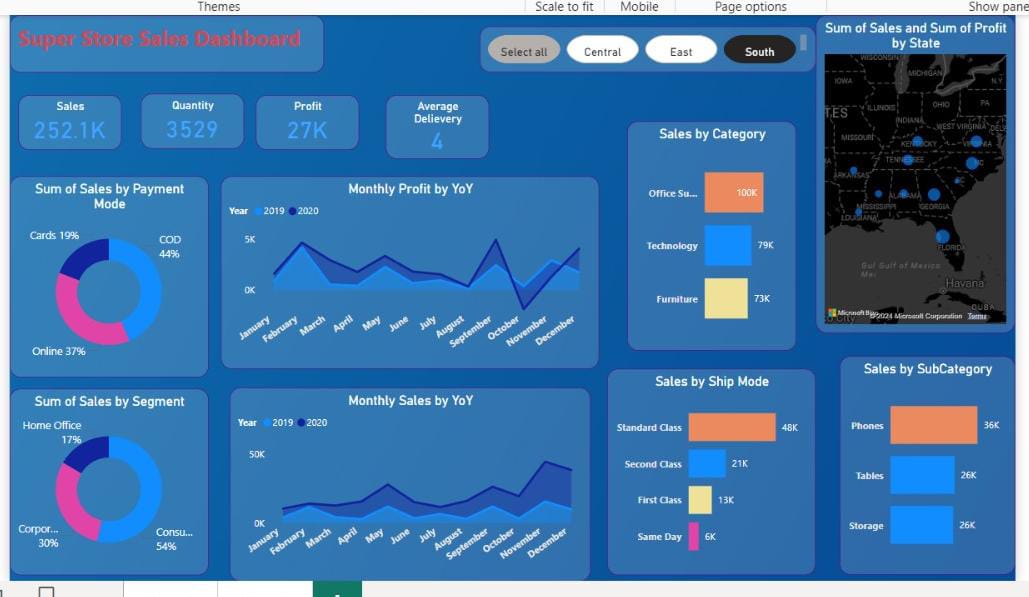 Themes
Scale to fit
Mobile
Page options
Show pane
Super Store Sales Dashboard
Select all
Central
East
South
Sum of Sales and Sum of Profit
by State
Sales
252.1K
Quantity
3529
Profit
27K
Average
Delievery
4
Sum of Sales by Payment
Mode
Cards 19%
COD
44%
Online 37%
Monthly Profit by YoY
Year
2019
2020
5K
0K
January
February
March
April
May
June
July
August
September
October
November
December
Sales by Category
Office Su...
100K
Technology
79K
Furniture
73K
WISCONSIN
MICHIGAN
IOWA
N.Y
ILLINOIS
OHIO
PA
INDIANA
TES
MISSOURI
WEST VIRGINIA
KENTUCKY
VIRGINIA
TENNESSEE
NC
ARKANSAS
SC
ALABAMA
MISSISSIPPI
GEORGIA
LOUISIANA
FLORIDA
Gulf of Mexico
Havana
CUBA
Microsoft Bing
©2024 Microsoft Corporation
Terms
Sum of Sales by Segment
Home Office
17%
Corpor...
30%
Consu...
54%
Monthly Sales by YoY
Year
2019
2020
50K
0K
January
February
March
April
May
June
July
August
September
October
November
December
Sales by Ship Mode
Standard Class
48K
Second Class
21K
First Class
13K
Same Day
6K
Sales by SubCategory
Phones
36K
Tables
26K
Storage
26K